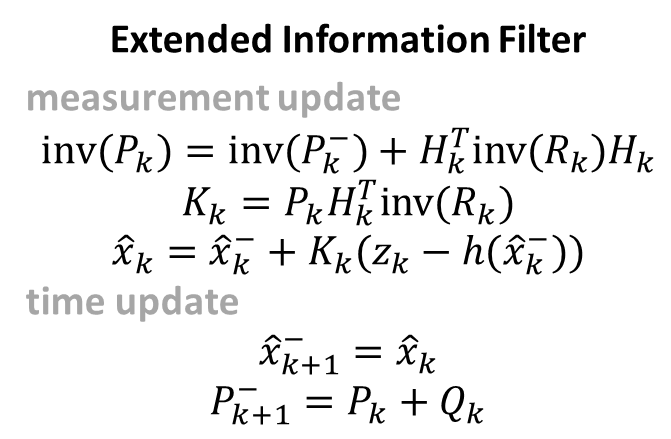 Extended Information Filter
measurement update
inv(P_k) = inv(P_k^-) + H_k^T inv(R_k)H_k
K_k = P_k H_k^T inv(R_k)
x̂_k = x̂_k^- + K_k(z_k − h(x̂_k^-))
time update
x̂_{k+1}^- = x̂_k
P_{k+1}^- = P_k + Q_k